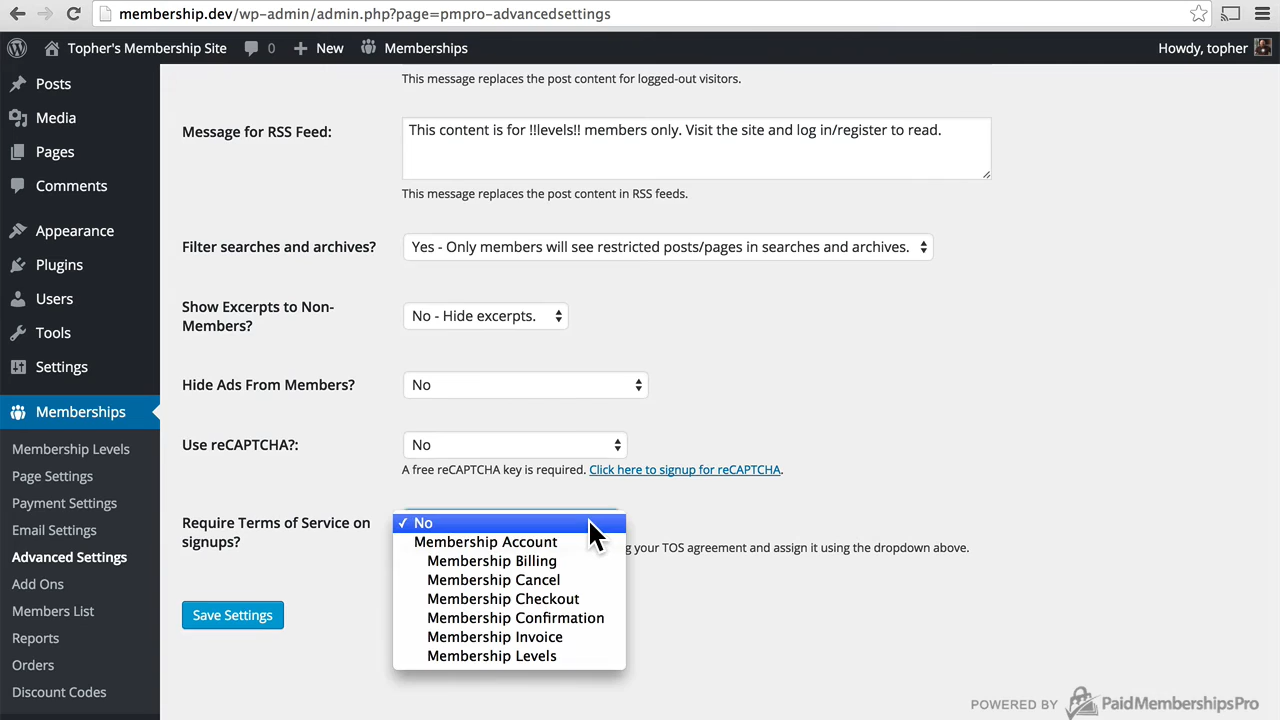 membership.dev/wp-admin/admin.php?page=pmpro-advancedsettings
Topher's Membership Site
0
New
Memberships
Howdy, topher
Posts
Media
Pages
Comments
Appearance
Plugins
Users
Tools
Settings
Memberships
Membership Levels
Page Settings
Payment Settings
Email Settings
Advanced Settings
Add Ons
Members List
Reports
Orders
Discount Codes
This message replaces the post content for logged-out visitors.
Message for RSS Feed:
This content is for !!levels!! members only. Visit the site and log in/register to read.
This message replaces the post content in RSS feeds.
Filter searches and archives?
Yes - Only members will see restricted posts/pages in searches and archives.
Show Excerpts to Non-
Members?
No - Hide excerpts.
Hide Ads From Members?
No
Use reCAPTCHA?:
No
A free reCAPTCHA key is required. Click here to signup for reCAPTCHA.
Require Terms of Service on
signups?
✓ No
Membership Account
Membership Billing
Membership Cancel
Membership Checkout
Membership Confirmation
Membership Invoice
Membership Levels
your TOS agreement and assign it using the dropdown above.
Save Settings
POWERED BY PaidMembershipsPro